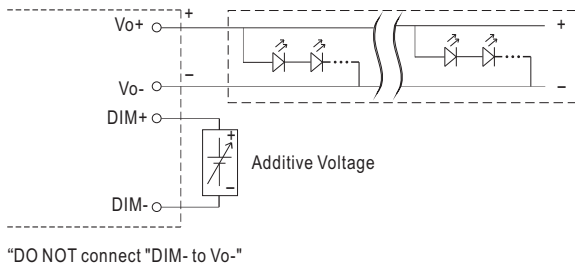 Vo+
+
+
−
Vo-
−
DIM+
+
Additive Voltage
−
DIM-
“DO NOT connect "DIM- to Vo-"